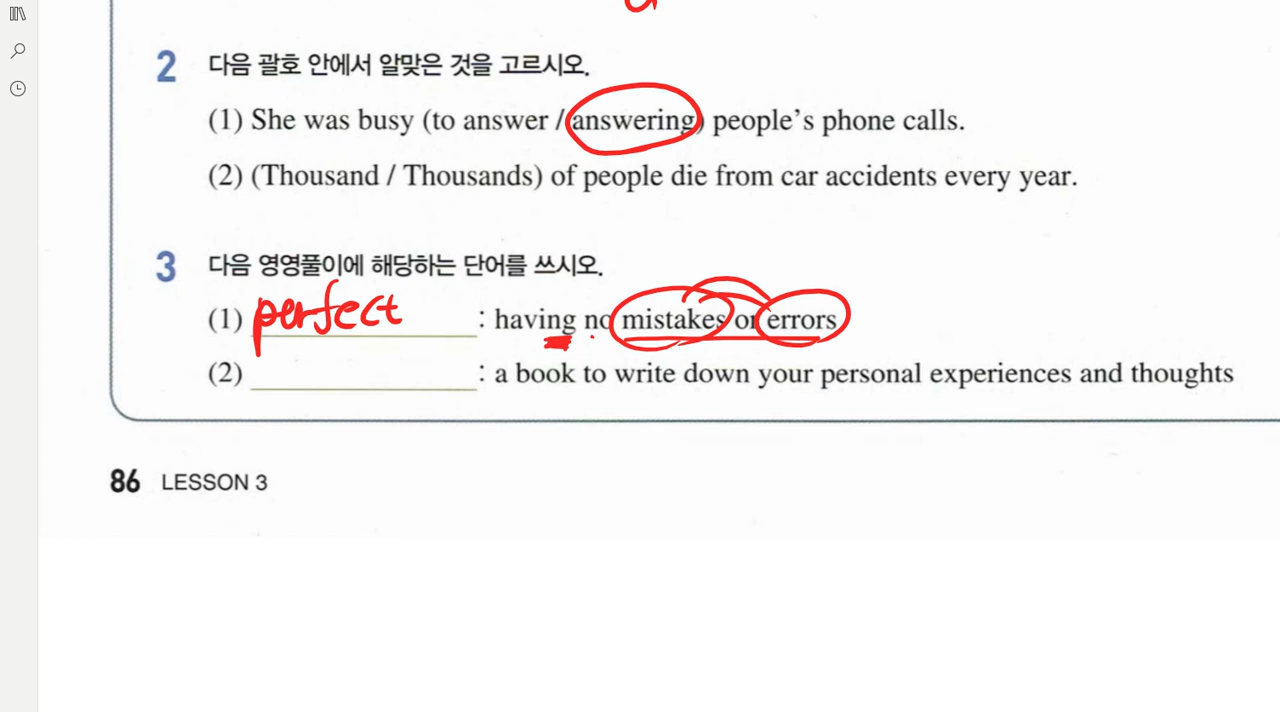 2 다음 괄호 안에서 알맞은 것을 고르시오.
(1) She was busy (to answer / answering) people's phone calls.
(2) (Thousand / Thousands) of people die from car accidents every year.
3 다음 영영풀이에 해당하는 단어를 쓰시오.
(1) perfect : having no mistakes or errors
(2) : a book to write down your personal experiences and thoughts
86 LESSON 3